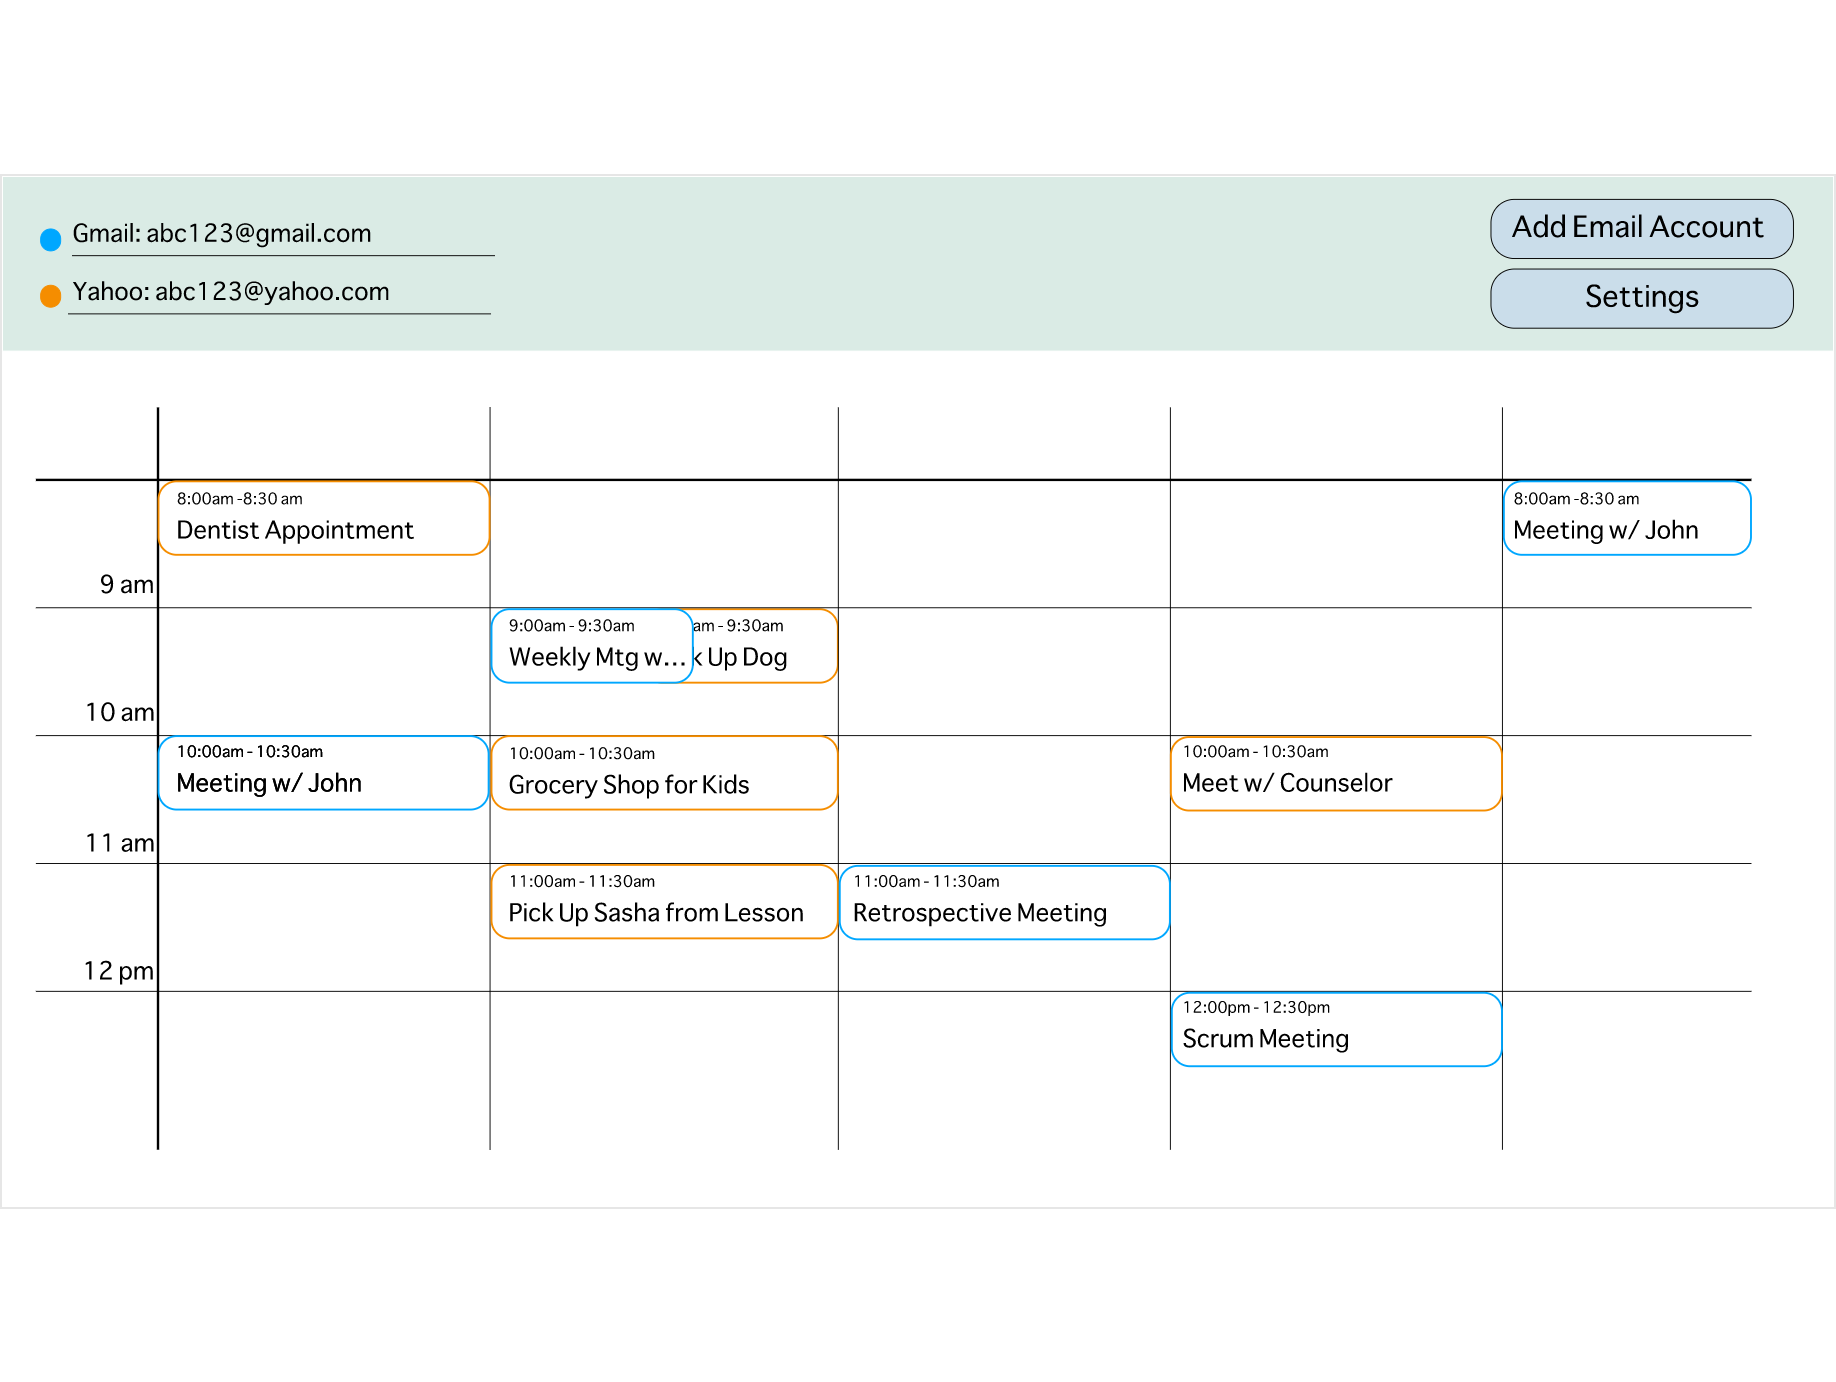 Gmail: abc123@gmail.com
Yahoo: abc123@yahoo.com
Add Email Account
Settings
8:00am -8:30 am
Dentist Appointment
8:00am -8:30 am
Meeting w/ John
9 am
9:00am - 9:30am
Weekly Mtg w...
am - 9:30am
k Up Dog
10 am
10:00am - 10:30am
Meeting w/ John
10:00am - 10:30am
Grocery Shop for Kids
10:00am - 10:30am
Meet w/ Counselor
11 am
11:00am - 11:30am
Pick Up Sasha from Lesson
11:00am - 11:30am
Retrospective Meeting
12 pm
12:00pm - 12:30pm
Scrum Meeting